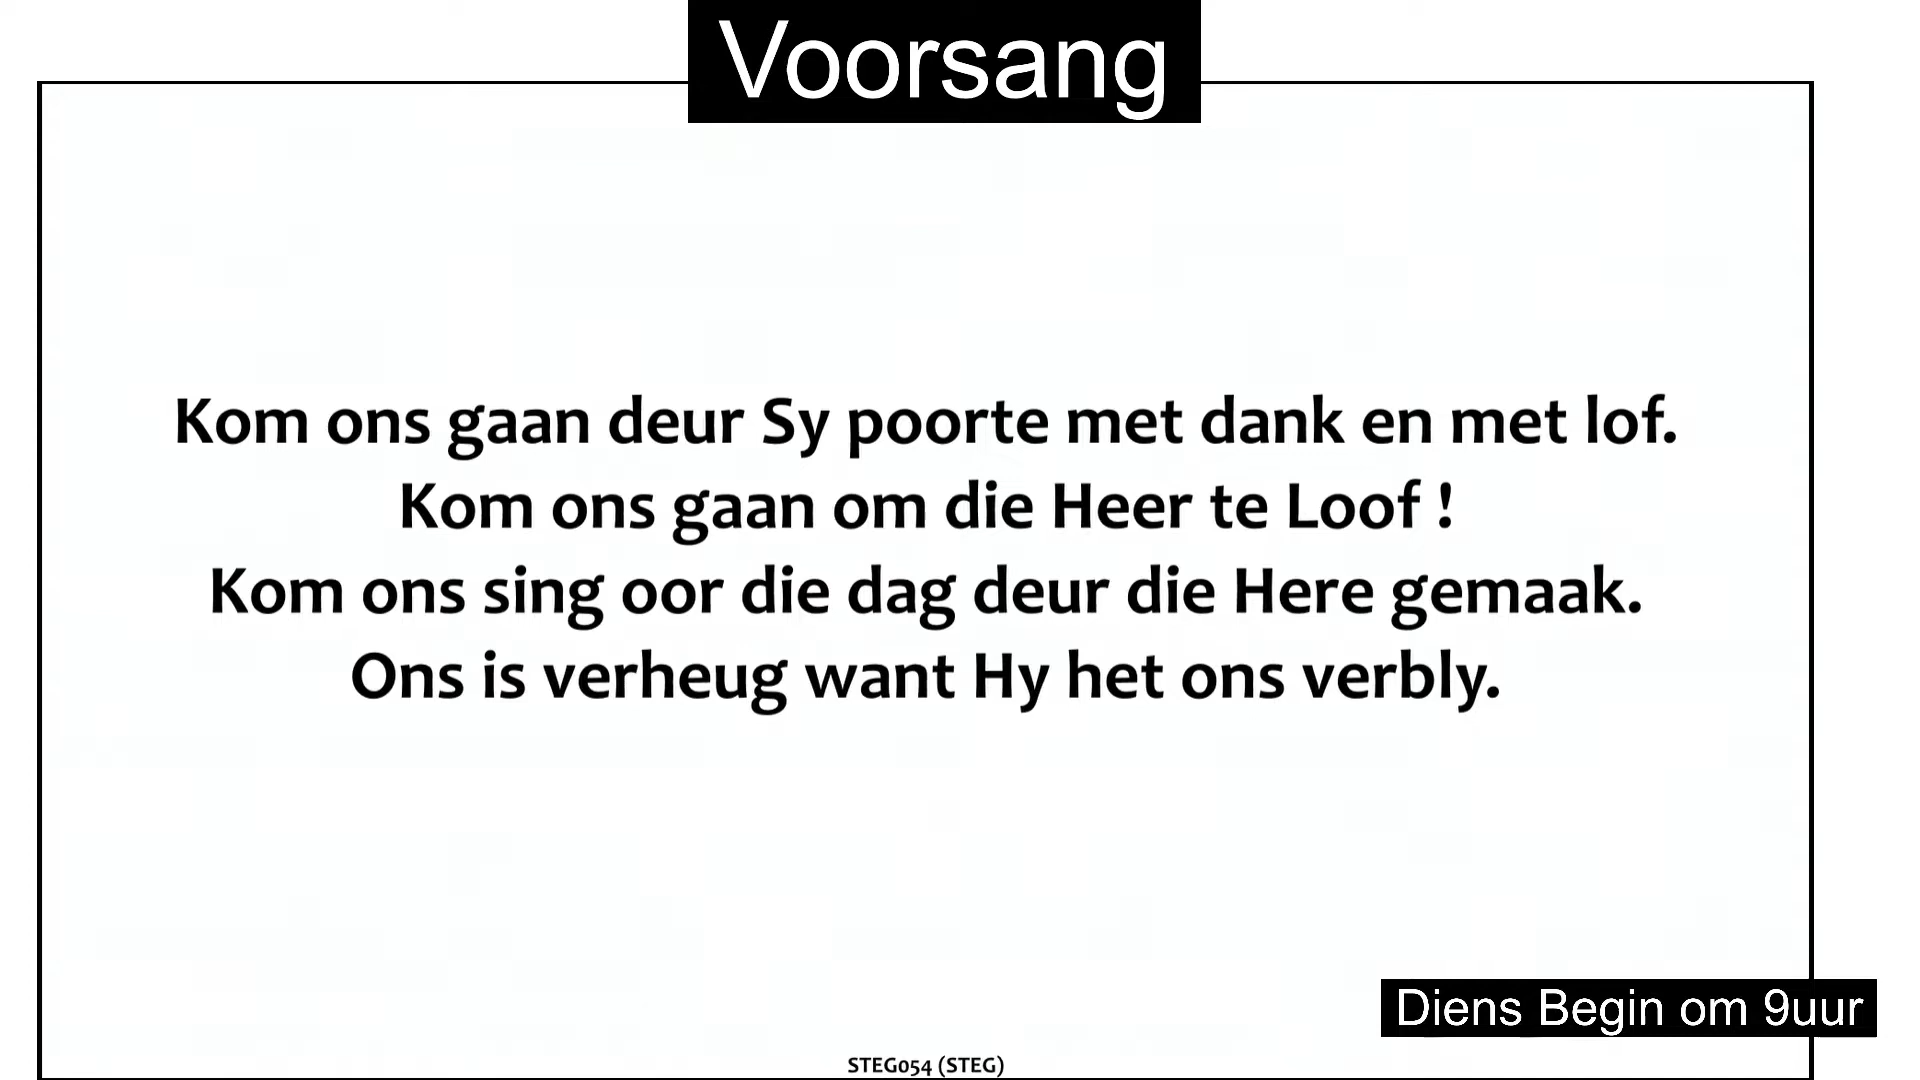 Voorsang
Kom ons gaan deur Sy poorte met dank en met lof.
Kom ons gaan om die Heer te Loof !
Kom ons sing oor die dag deur die Here gemaak.
Ons is verheug want Hy het ons verbly.
Diens Begin om 9uur
STEG054 (STEG)